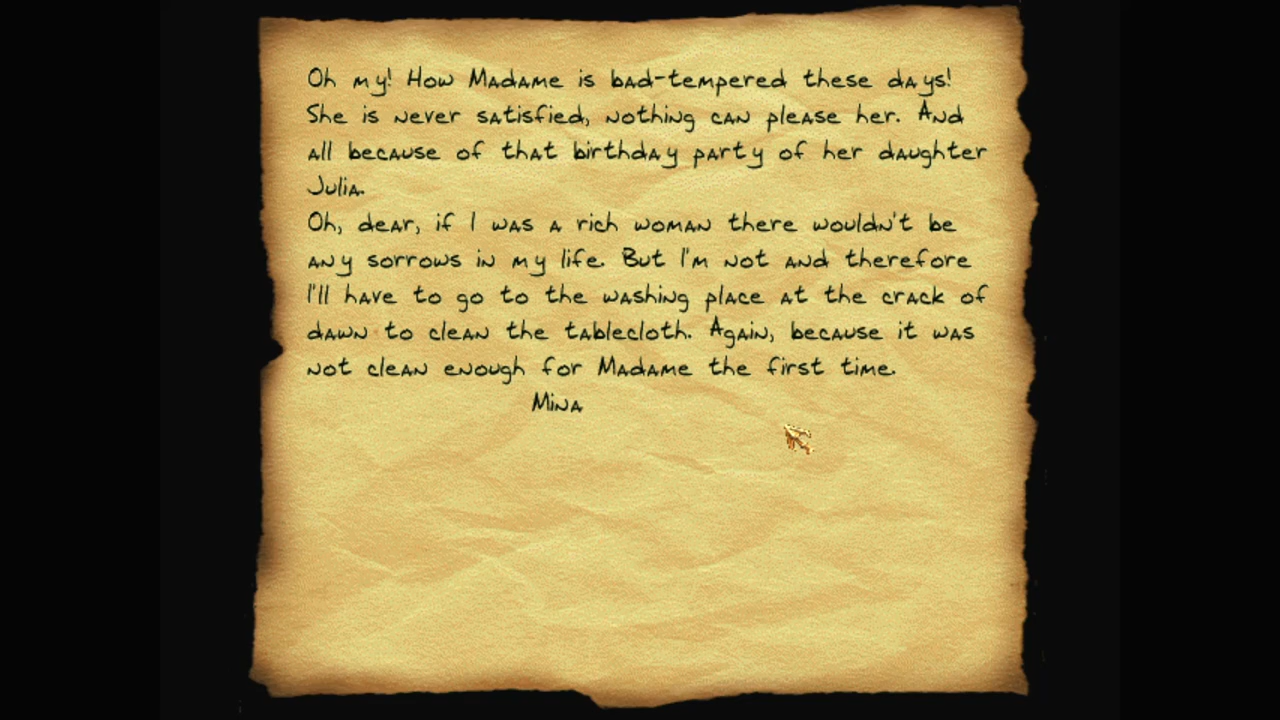 Oh my! How Madame is bad-tempered these days!
She is never satisfied, nothing can please her. And
all because of that birthday party of her daughter
Julia.
Oh, dear, if I was a rich woman there wouldn't be
any sorrows in my life. But I'm not and therefore
I'll have to go to the washing place at the crack of
dawn to clean the tablecloth. Again, because it was
not clean enough for Madame the first time.
Mina